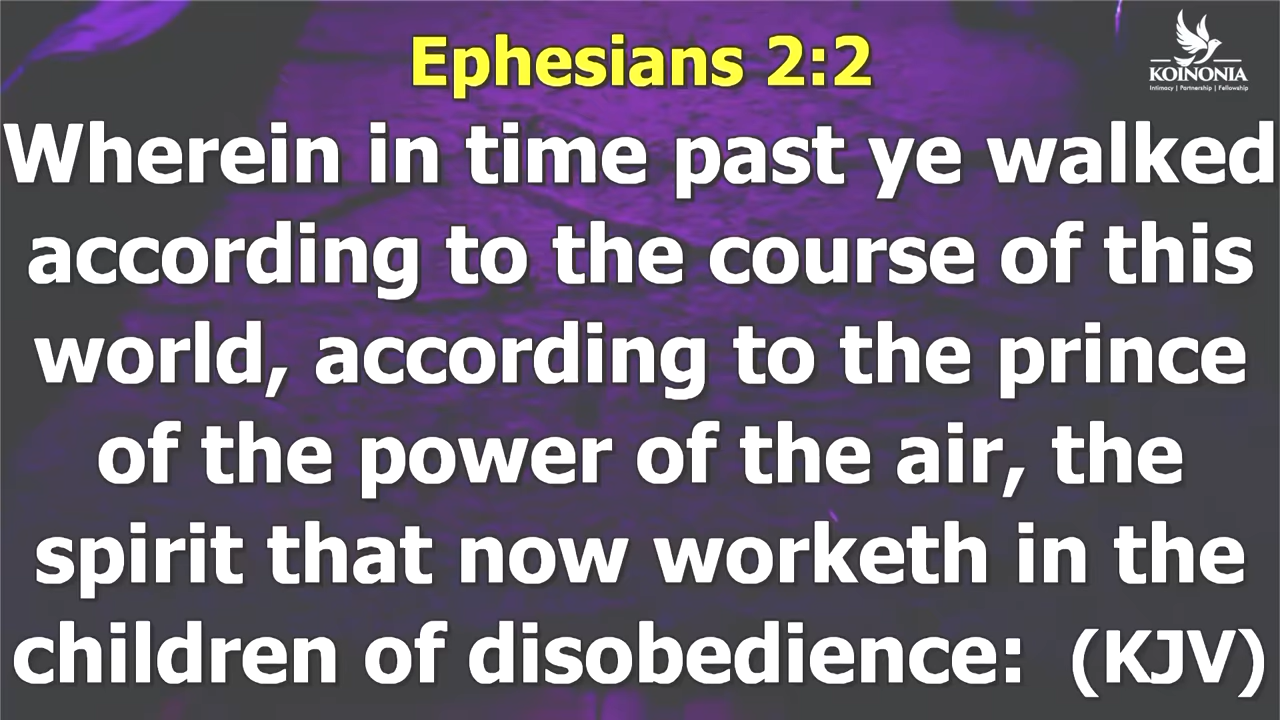 Ephesians 2:2
KOINONIA
Intimacy | Partnership | Fellowship
Wherein in time past ye walked
according to the course of this
world, according to the prince
of the power of the air, the
spirit that now worketh in the
children of disobedience: (KJV)